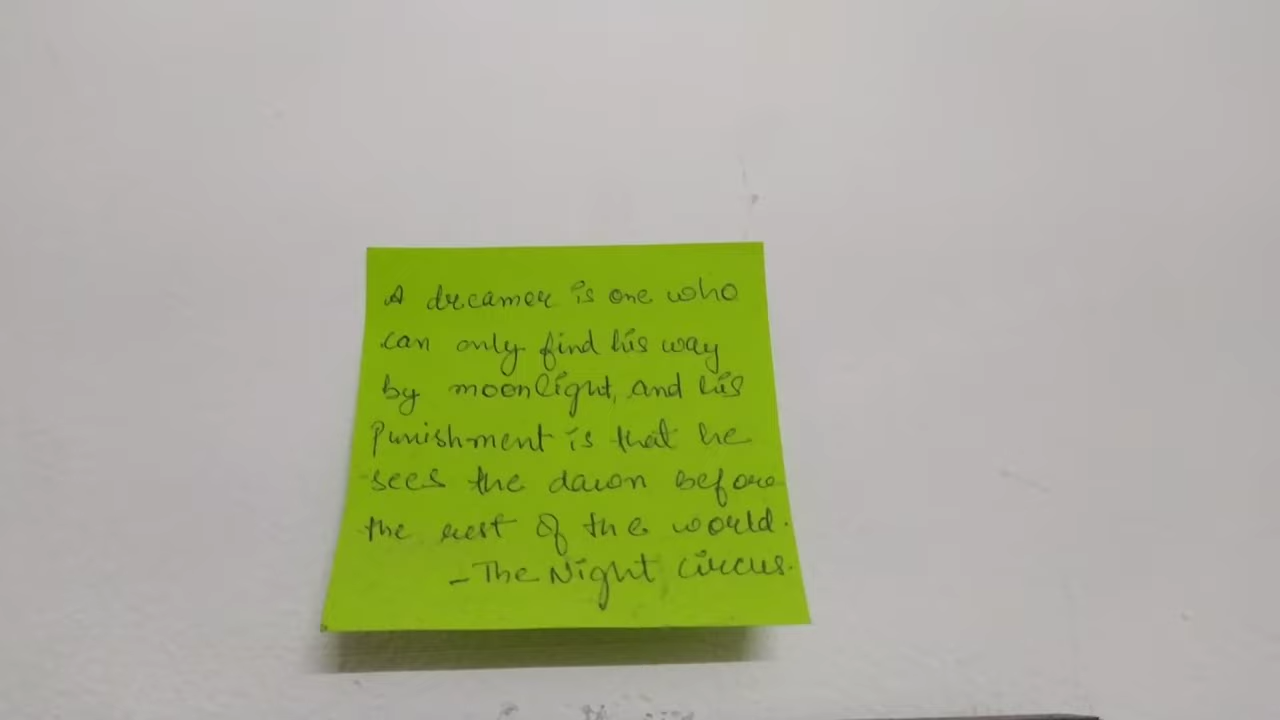 A dreamer is one who
can only find his way
by moonlight, and his
Punishment is that he
sees the dawn before
the rest of the world.
- The Night Circus.